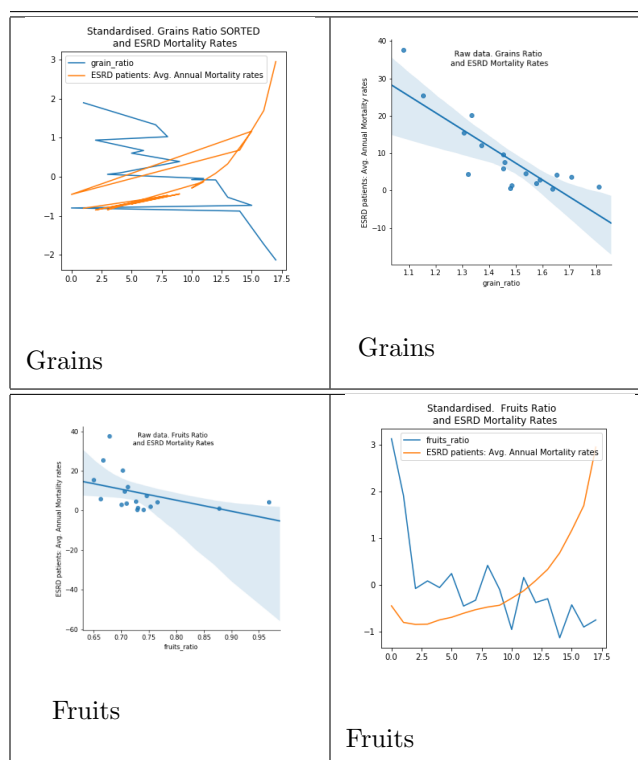 Standardised. Grains Ratio SORTED
and ESRD Mortality Rates
grain_ratio
ESRD patients: Avg. Annual Mortality rates
3
2
1
0
−1
−2
0.0 2.5 5.0 7.5 10.0 12.5 15.0 17.5
Grains
Raw data. Grains Ratio
and ESRD Mortality Rates
ESRD patients: Avg. Annual Mortality rates
40
30
20
10
0
−10
1.1 1.2 1.3 1.4 1.5 1.6 1.7 1.8
grain_ratio
Grains
Raw data. Fruits Ratio
and ESRD Mortality Rates
ESRD patients: Avg. Annual Mortality rates
40
20
0
−20
−40
−60
0.65 0.70 0.75 0.80 0.85 0.90 0.95
fruits_ratio
Fruits
Standardised. Fruits Ratio
and ESRD Mortality Rates
fruits_ratio
ESRD patients: Avg. Annual Mortality rates
3
2
1
0
−1
0.0 2.5 5.0 7.5 10.0 12.5 15.0 17.5
Fruits